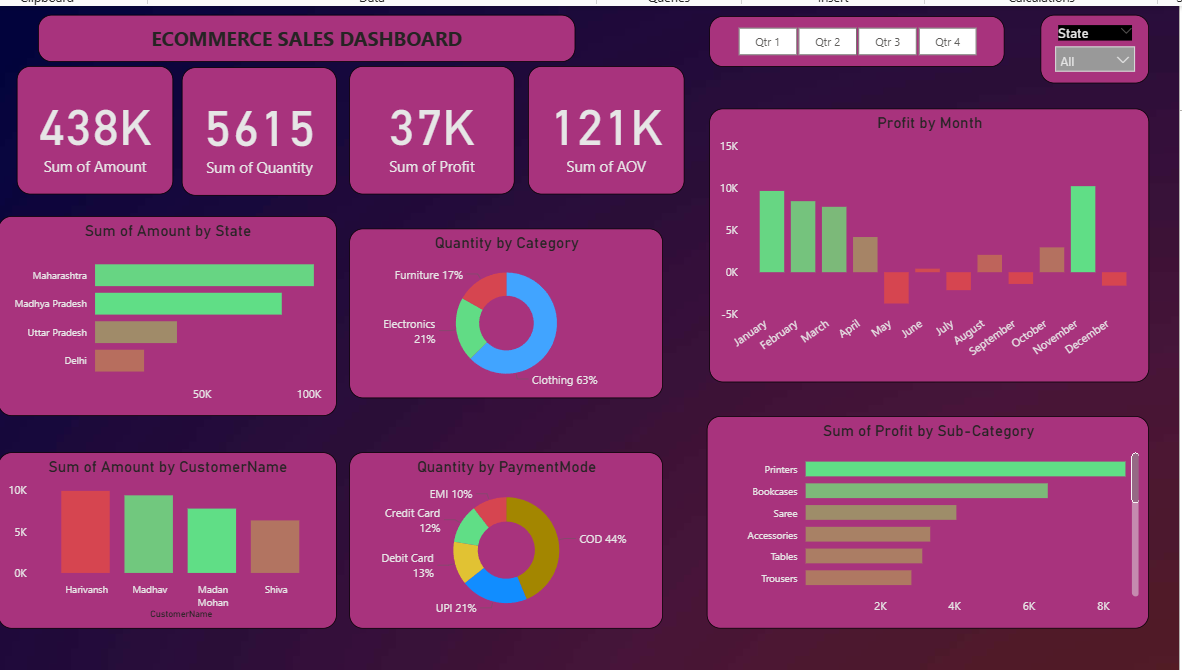 Clipboard
Data
Queries
Insert
Calculations
ECOMMERCE SALES DASHBOARD
Qtr 1
Qtr 2
Qtr 3
Qtr 4
State
All
438K
Sum of Amount
5615
Sum of Quantity
37K
Sum of Profit
121K
Sum of AOV
Profit by Month
15K
10K
5K
0K
-5K
January
February
March
April
May
June
July
August
September
October
November
December
Sum of Amount by State
Maharashtra
Madhya Pradesh
Uttar Pradesh
Delhi
50K
100K
Quantity by Category
Furniture 17%
Electronics
21%
Clothing 63%
Sum of Amount by CustomerName
10K
5K
0K
Harivansh
Madhav
Madan
Mohan
Shiva
CustomerName
Quantity by PaymentMode
EMI 10%
Credit Card
12%
Debit Card
13%
UPI 21%
COD 44%
Sum of Profit by Sub-Category
Printers
Bookcases
Saree
Accessories
Tables
Trousers
2K
4K
6K
8K